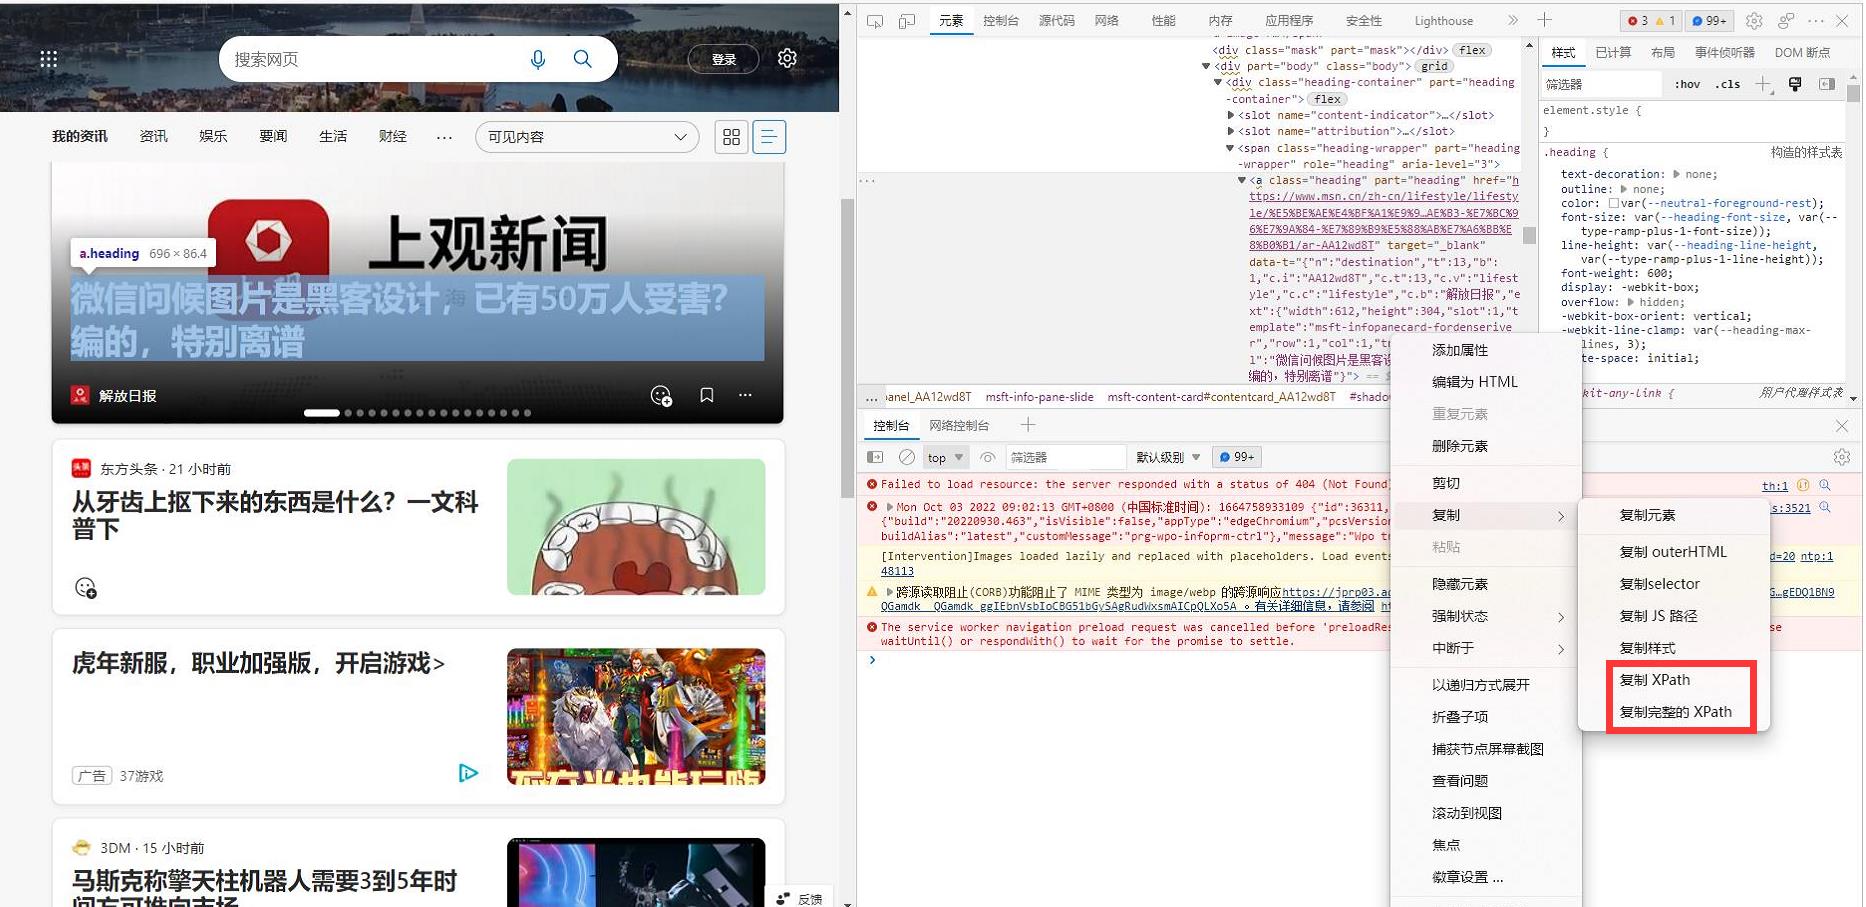 搜索网页
登录
我的资讯 资讯 娱乐 要闻 生活 财经 ... 可见内容
上观新闻
a.heading 696 × 86.4
微信问候图片是黑客设计，已有50万人受害？
编的，特别离谱
解放日报
东方头条 · 21 小时前
从牙齿上抠下来的东西是什么？一文科
普下
虎年新服，职业加强版，开启游戏>
广告 37游戏
3DM · 15 小时前
马斯克称擎天柱机器人需要3到5年时
反馈
元素 控制台 源代码 网络 性能 内存 应用程序 安全性 Lighthouse
3 1 99+
<div class="mask" part="mask"></div> flex
<div part="body" class="body"> grid
<div class="heading-container" part="heading
-container"> flex
<slot name="content-indicator">…</slot>
<slot name="attribution">…</slot>
<span class="heading-wrapper" part="heading
-wrapper" role="heading" aria-level="3">
<a class="heading" part="heading" href="h
ttps://www.msn.cn/zh-cn/lifestyle/lifesty
le/%E5%BE%AE%E4%BF%A1%E9%9…AE%B3-%E7%BC%9
6%E7%9A%84-%E7%89%B9%E5%88%AB%E7%A6%BB%E
8%B0%B1/ar-AA12wd8T" target="_blank"
data-t="{"n":"destination","t":13,"b":
1,"c.i":"AA12wd8T","c.t":13,"c.v":"lifest
yle","c.c":"lifestyle","c.b":"解放日报","e
xt":{"width":612,"height":304,"slot":1,"t
emplate":"msft-infopanecard-fordenserive
r","row":1,"col":1,"tr
l":"微信问候图片是黑客设
编的，特别离谱"}"> ==
... anel_AA12wd8T msft-info-pane-slide msft-content-card#contentcard_AA12wd8T #shado
样式 已计算 布局 事件侦听器 DOM 断点
筛选器 :hov .cls
element.style {
}
.heading { 构造的样式表
text-decoration: none;
outline: none;
color: var(--neutral-foreground-rest);
font-size: var(--heading-font-size, var(--
type-ramp-plus-1-font-size));
line-height: var(--heading-line-height,
var(--type-ramp-plus-1-line-height));
font-weight: 600;
display: -webkit-box;
overflow: hidden;
-webkit-box-orient: vertical;
-webkit-line-clamp: var(--heading-max-
lines, 3);
te-space: initial;
kit-any-link { 用户代理样式表
控制台 网络控制台
top 筛选器 默认级别 99+
Failed to load resource: the server responded with a status of 404 (Not Found) th:1
Mon Oct 03 2022 09:02:13 GMT+0800 (中国标准时间): 1664758933109 {"id":36311, s:3521
{"build":"20220930.463","isVisible":false,"appType":"edgeChromium","pcsVersion
buildAlias":"latest","customMessage":"prg-wpo-infoprm-ctrl"},"message":"Wpo tr
[Intervention]Images loaded lazily and replaced with placeholders. Load events d=20 ntp:1
48113
跨源读取阻止(CORB)功能阻止了 MIME 类型为 image/webp 的跨源响应https://jprp03.ac G…gEDQ1BN9
QGamdk__QGamdk_ggIEbnVsbIoCBG51bGySAgRudWxsmAICpQLXo5A 。有关详细信息，请参阅 ht
The service worker navigation preload request was cancelled before 'preloadRes se
waitUntil() or respondWith() to wait for the promise to settle.
添加属性
编辑为 HTML
重复元素
删除元素
剪切
复制
粘贴
隐藏元素
强制状态
中断于
以递归方式展开
折叠子项
捕获节点屏幕截图
查看问题
滚动到视图
焦点
徽章设置 ...
复制元素
复制 outerHTML
复制selector
复制 JS 路径
复制样式
复制 XPath
复制完整的 XPath